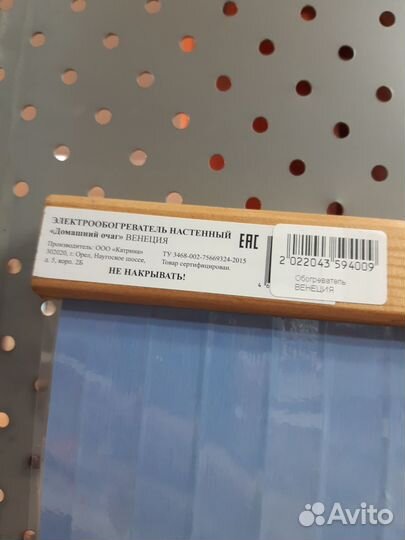 ЭЛЕКТРООБОГРЕВАТЕЛЬ НАСТЕННЫЙ
«Домашний очаг» ВЕНЕЦИЯ
Производитель: ООО «Катрина»
302020, г. Орел, Наугоское шоссе,
д. 5, корп. 2Б
ТУ 3468-002-75669324-2015
Товар сертифицирован.
НЕ НАКРЫВАТЬ!
EAC
2 022043 594009
Обогреватель
ВЕНЕЦИЯ
Avito